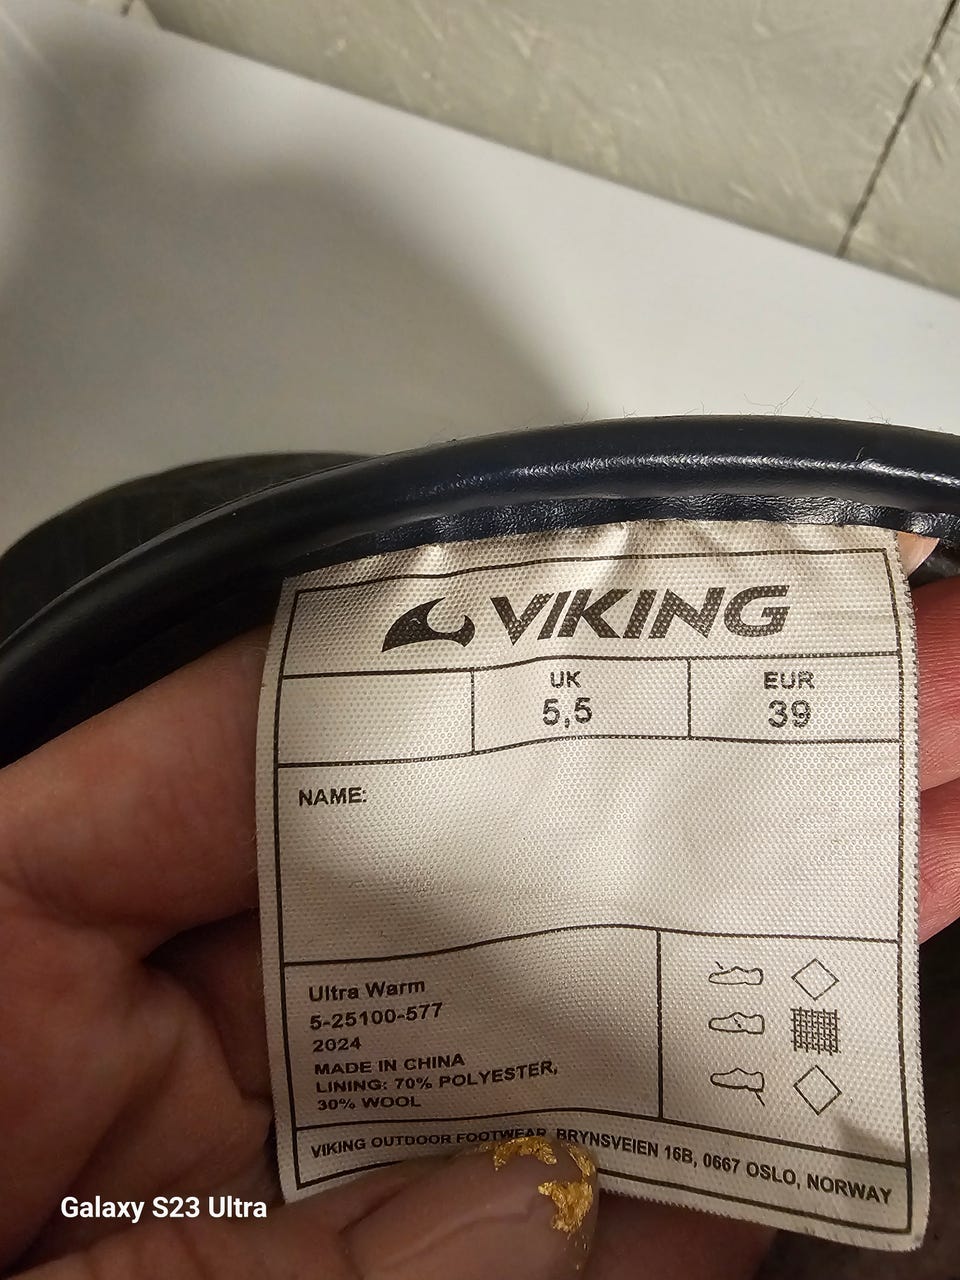 VIKING
UK
5,5
EUR
39
NAME:
Ultra Warm
5-25100-577
2024
MADE IN CHINA
LINING: 70% POLYESTER,
30% WOOL
VIKING OUTDOOR FOOTWEAR, BRYNSVEIEN 16B, 0667 OSLO, NORWAY
Galaxy S23 Ultra